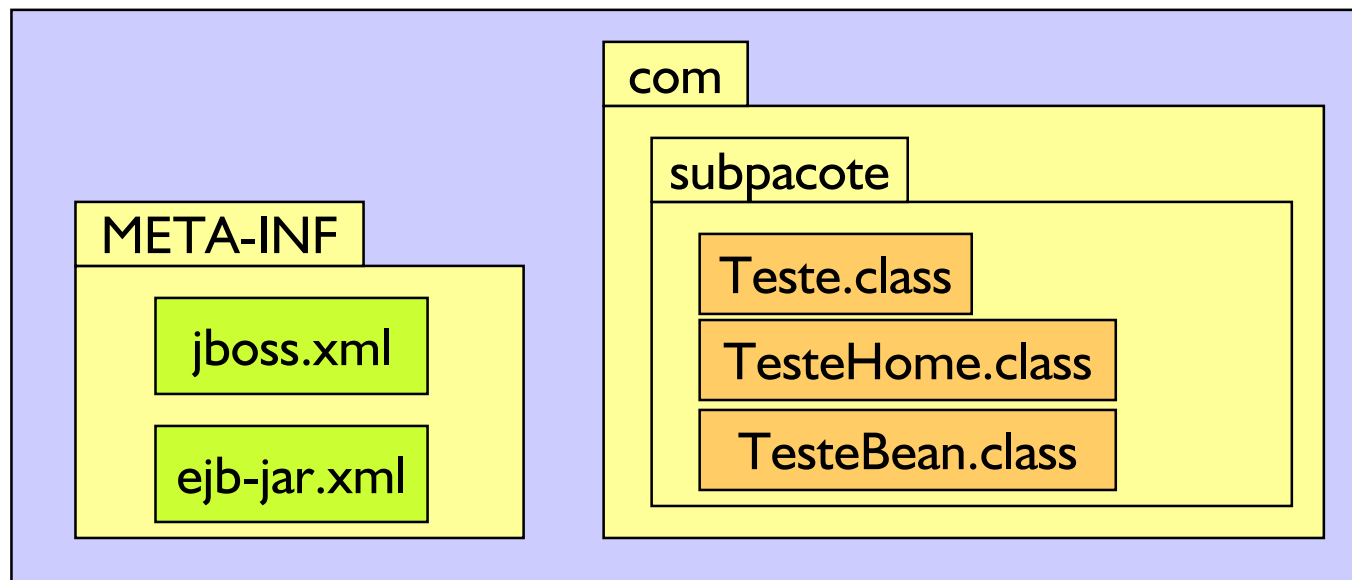 META-INF
jboss.xml
ejb-jar.xml
com
subpacote
Teste.class
TesteHome.class
TesteBean.class